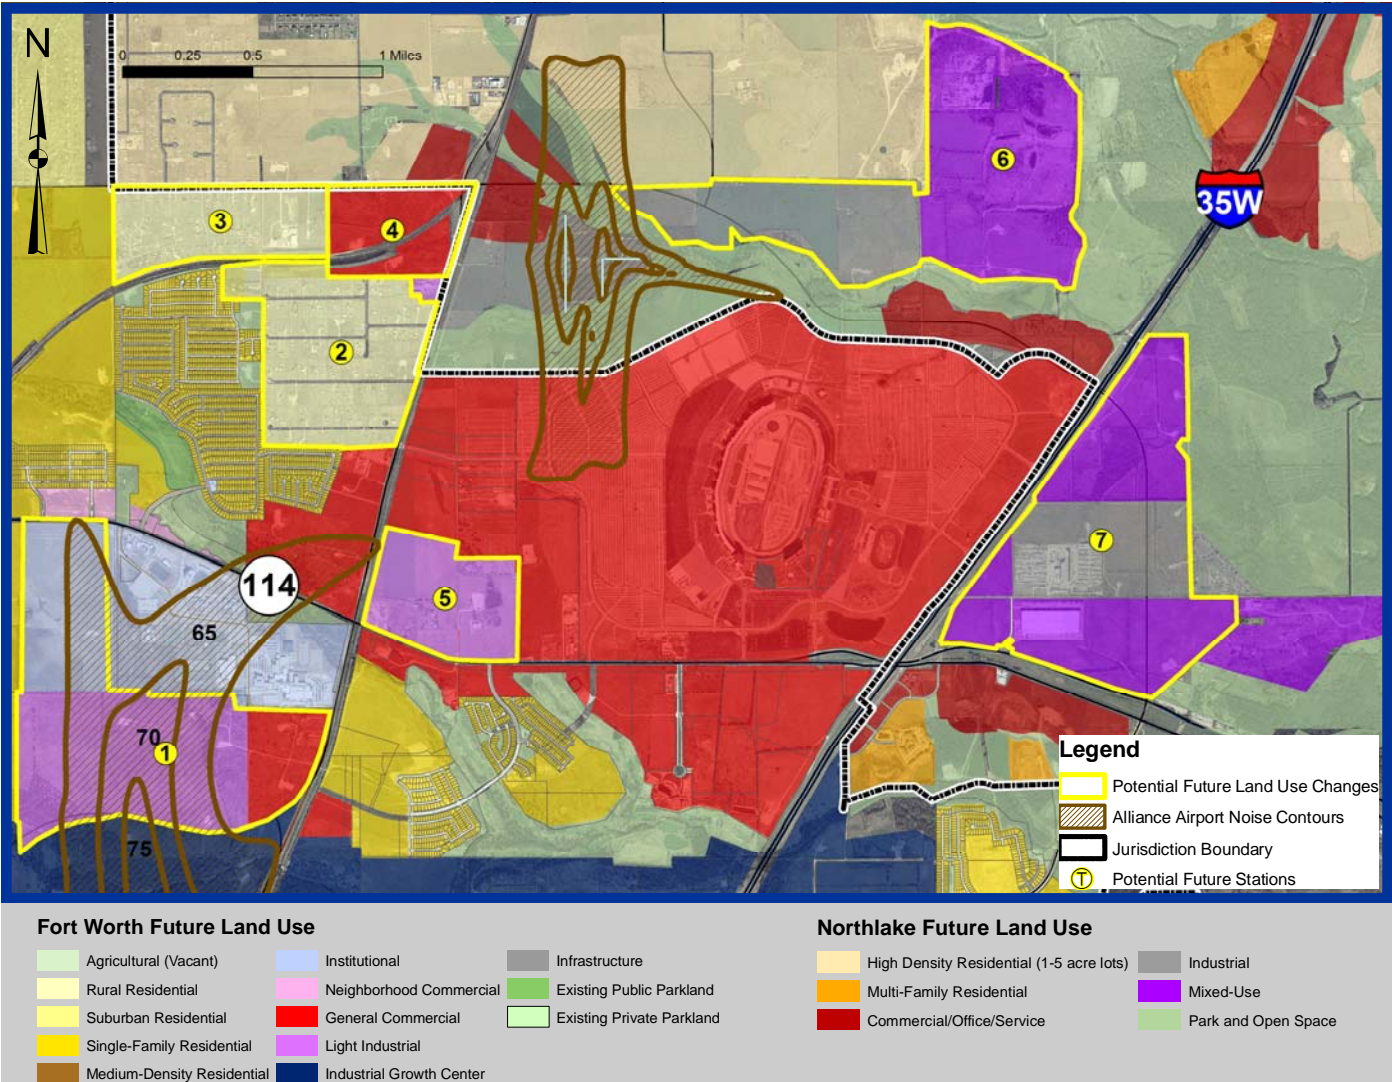 N
0 0.25 0.5 1 Miles
6
35W
3
4
2
7
114
5
65
70
1
75
Legend
Potential Future Land Use Changes
Alliance Airport Noise Contours
Jurisdiction Boundary
T Potential Future Stations
Fort Worth Future Land Use
Agricultural (Vacant)
Rural Residential
Suburban Residential
Single-Family Residential
Medium-Density Residential
Institutional
Neighborhood Commercial
General Commercial
Light Industrial
Industrial Growth Center
Infrastructure
Existing Public Parkland
Existing Private Parkland
Northlake Future Land Use
High Density Residential (1-5 acre lots)
Multi-Family Residential
Commercial/Office/Service
Industrial
Mixed-Use
Park and Open Space